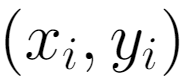 (x_i, y_i)